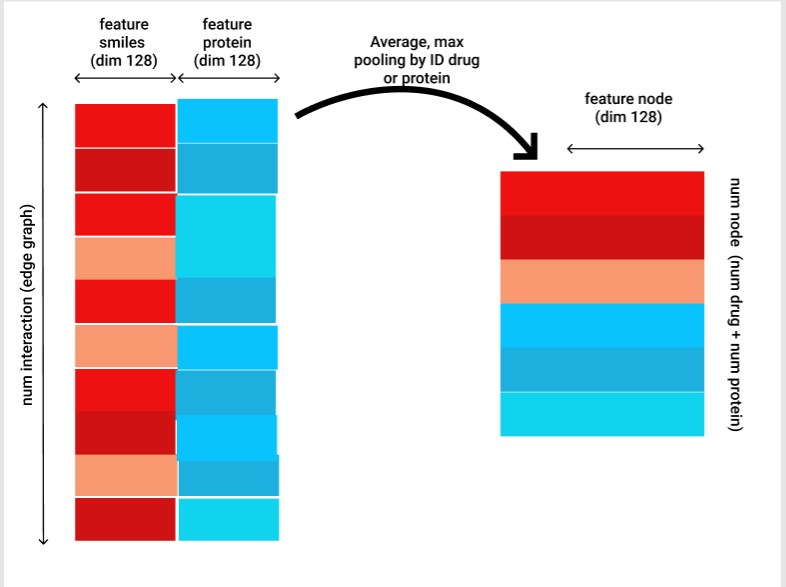 feature
smiles
(dim 128)
feature
protein
(dim 128)
Average, max
pooling by ID drug
or protein
feature node
(dim 128)
num interaction (edge graph)
num node (num drug + num protein)